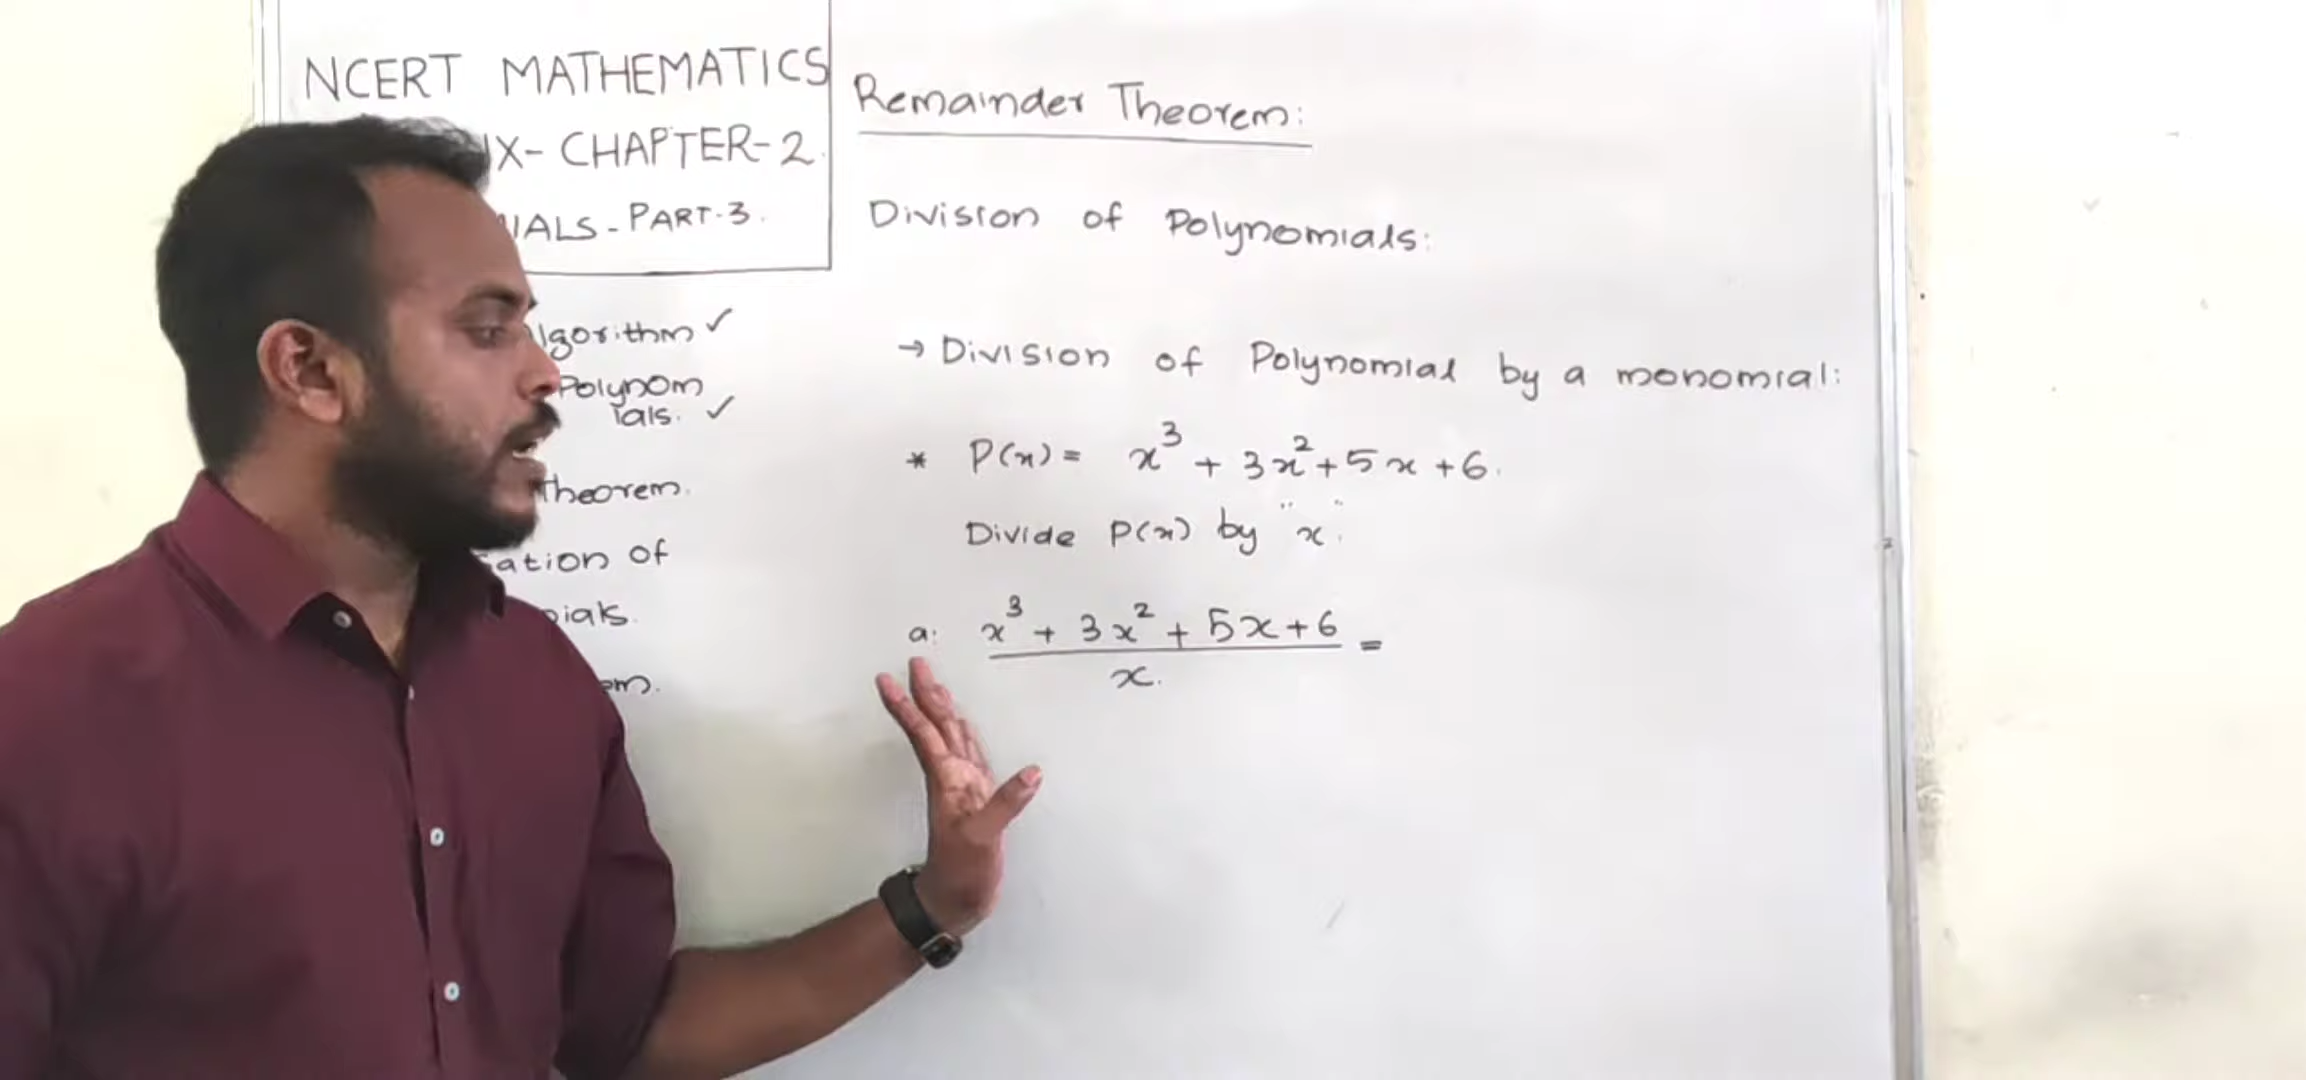 NCERT MATHEMATICS
IX- CHAPTER-2.
IALS - PART-3.
lgorithm ✓
Polynom
ials. ✓
Theorem.
ation of
ials.
em.
Remainder Theorem:
Division of Polynomials:
→ Division of Polynomial by a monomial:
* P(x) = x³ + 3x² + 5x + 6.
Divide P(x) by "x".
a: x³ + 3x² + 5x + 6 =
x.